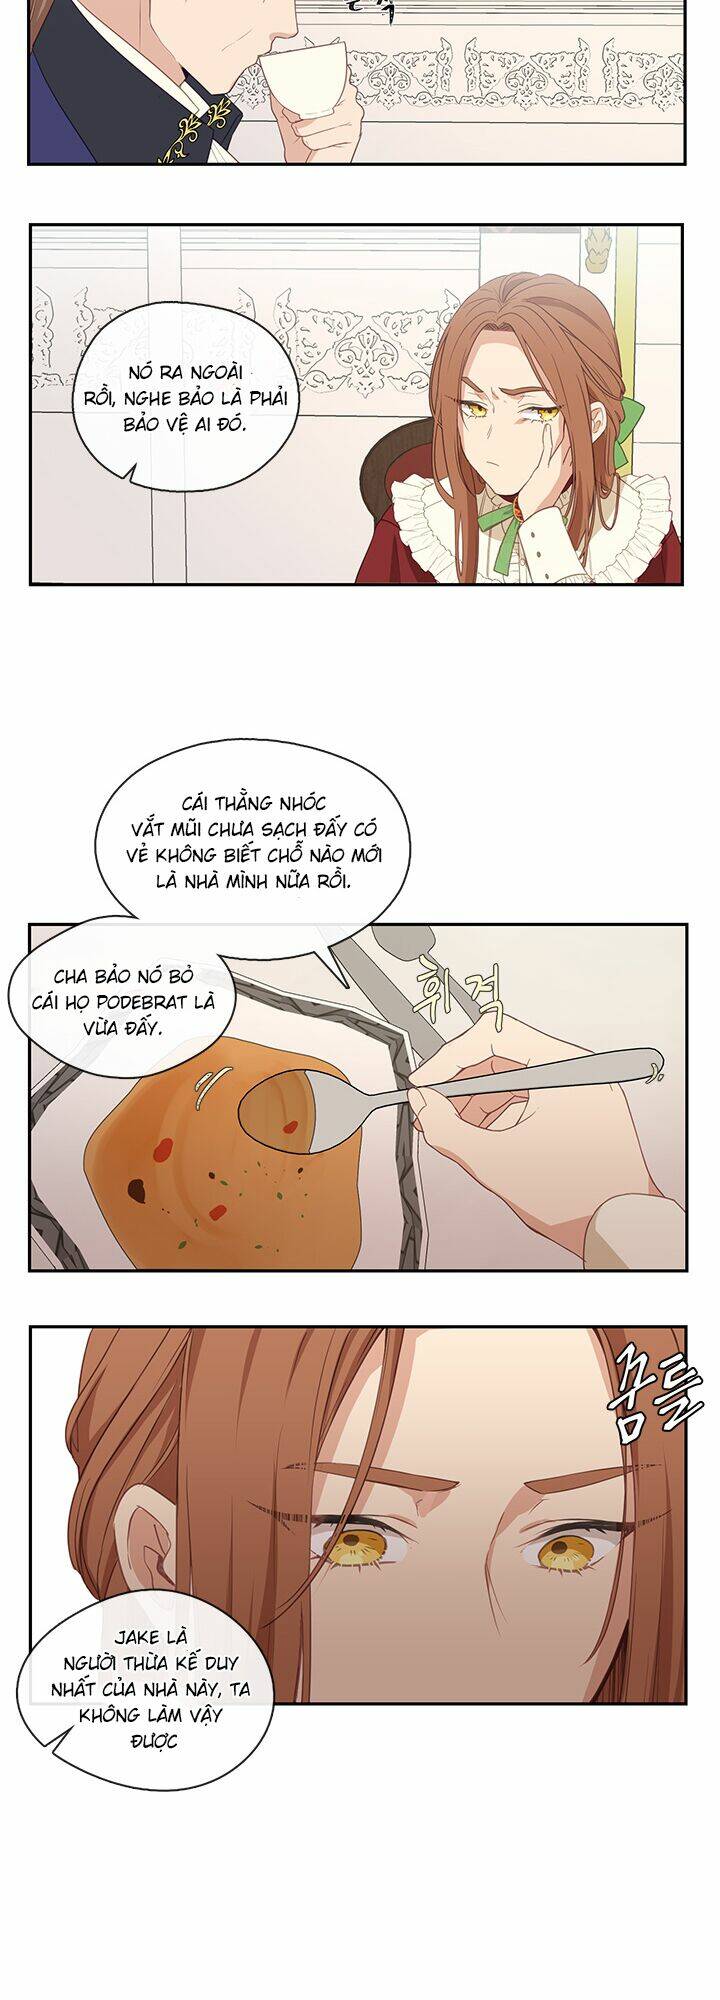 NÓ RA NGOÀI
RỒI, NGHE BẢO LÀ PHẢI
BẢO VỆ AI ĐÓ.
CÁI THẰNG NHÓC
VẮT MŨI CHƯA SẠCH ĐẤY CÓ
VẺ KHÔNG BIẾT CHỖ NÀO MỚI
LÀ NHÀ MÌNH NỮA RỒI.
CHA BẢO NÓ BỎ
CÁI HỌ PODEBRAT LÀ
VỪA ĐẤY.
휘적
꿈틀
JAKE LÀ
NGƯỜI THỪA KẾ DUY
NHẤT CỦA NHÀ NÀY, TA
KHÔNG LÀM VẬY
ĐƯỢC